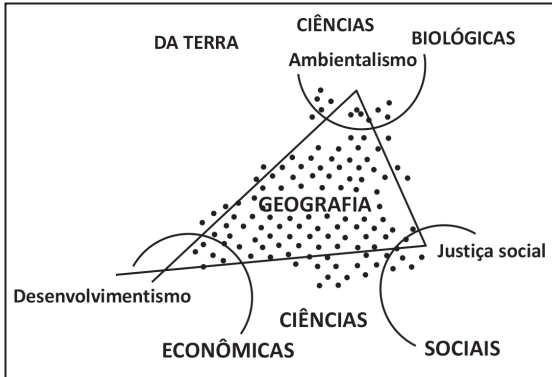 CIÊNCIAS
DA TERRA
BIOLÓGICAS
Ambientalismo
GEOGRAFIA
Justiça social
Desenvolvimentismo
CIÊNCIAS
ECONÔMICAS
SOCIAIS